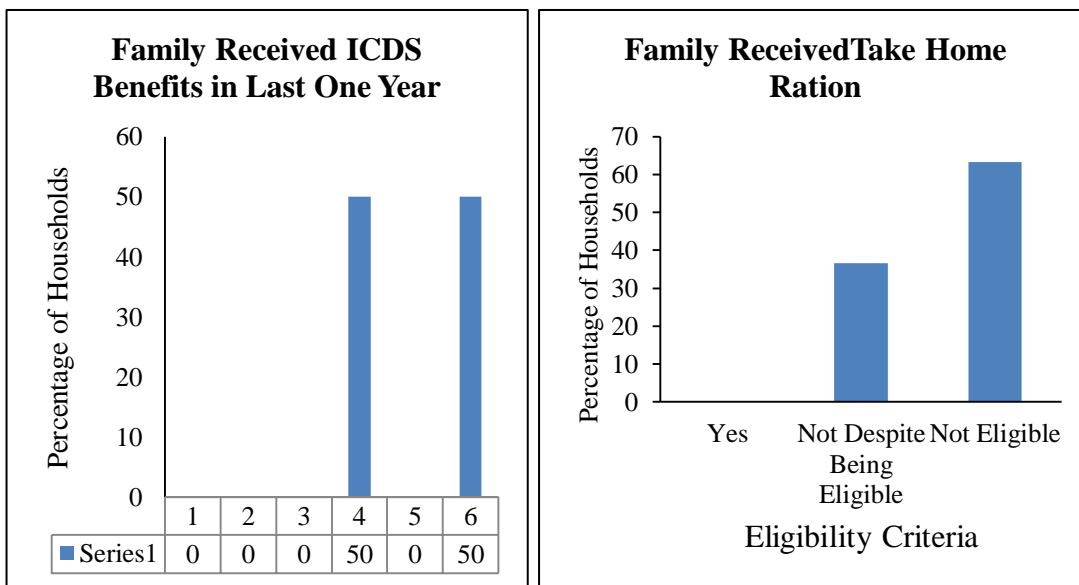 Family Received ICDS
Benefits in Last One Year
Percentage of Households
60
50
40
30
20
10
0
1 2 3 4 5 6
Series1 0 0 0 50 0 50
Family ReceivedTake Home
Ration
Percentage of Households
70
60
50
40
30
20
10
0
Yes Not Despite Not Eligible
Being
Eligible
Eligibility Criteria